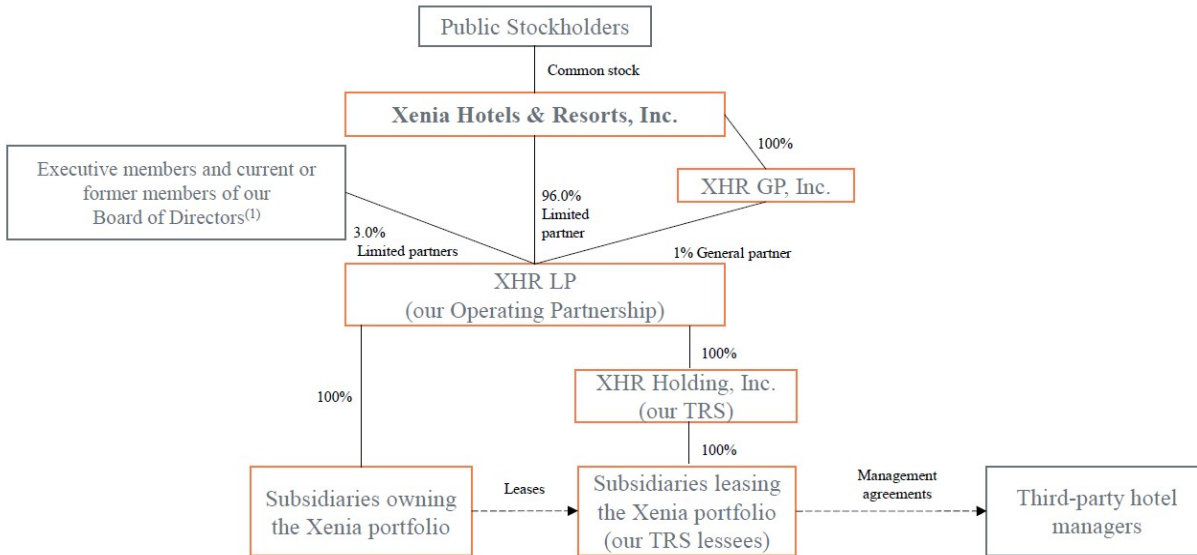 Public Stockholders
Common stock
Xenia Hotels & Resorts, Inc.
100%
Executive members and current or
former members of our
Board of Directors(1)
XHR GP, Inc.
96.0%
Limited
partner
3.0%
Limited partners
1% General partner
XHR LP
(our Operating Partnership)
100%
XHR Holding, Inc.
(our TRS)
100%
100%
Subsidiaries owning
the Xenia portfolio
Leases
Subsidiaries leasing
the Xenia portfolio
(our TRS lessees)
Management
agreements
Third-party hotel
managers